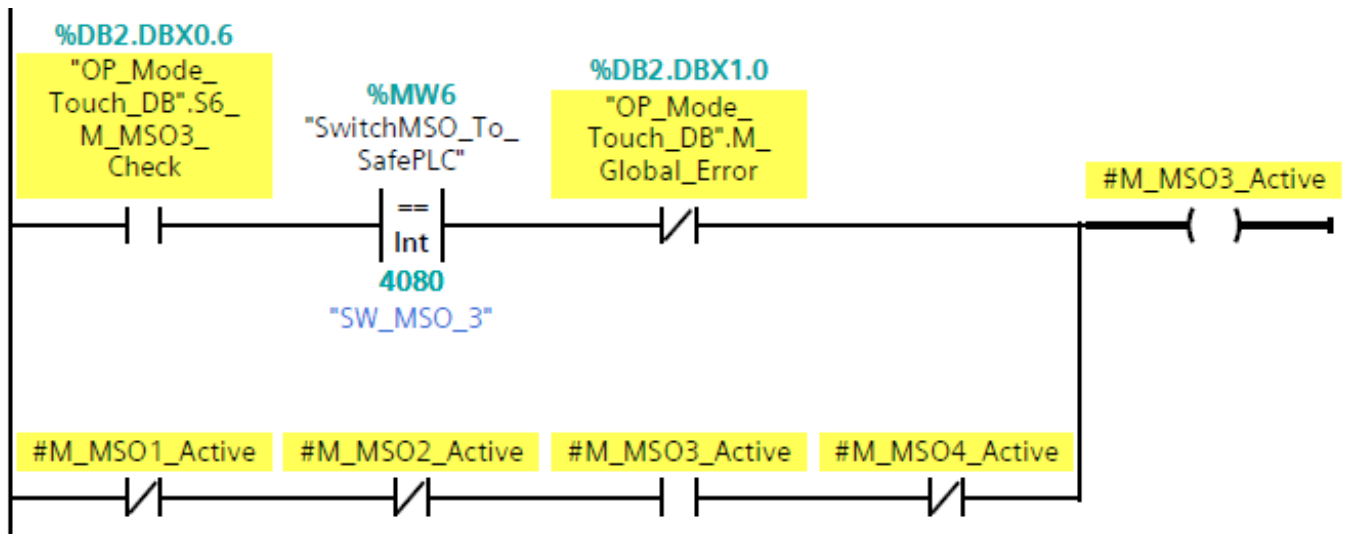 %DB2.DBX0.6
"OP_Mode_
Touch_DB".S6_
M_MSO3_
Check
%MW6
"SwitchMSO_To_
SafePLC"
==
Int
4080
"SW_MSO_3"
%DB2.DBX1.0
"OP_Mode_
Touch_DB".M_
Global_Error
#M_MSO3_Active
#M_MSO1_Active
#M_MSO2_Active
#M_MSO3_Active
#M_MSO4_Active